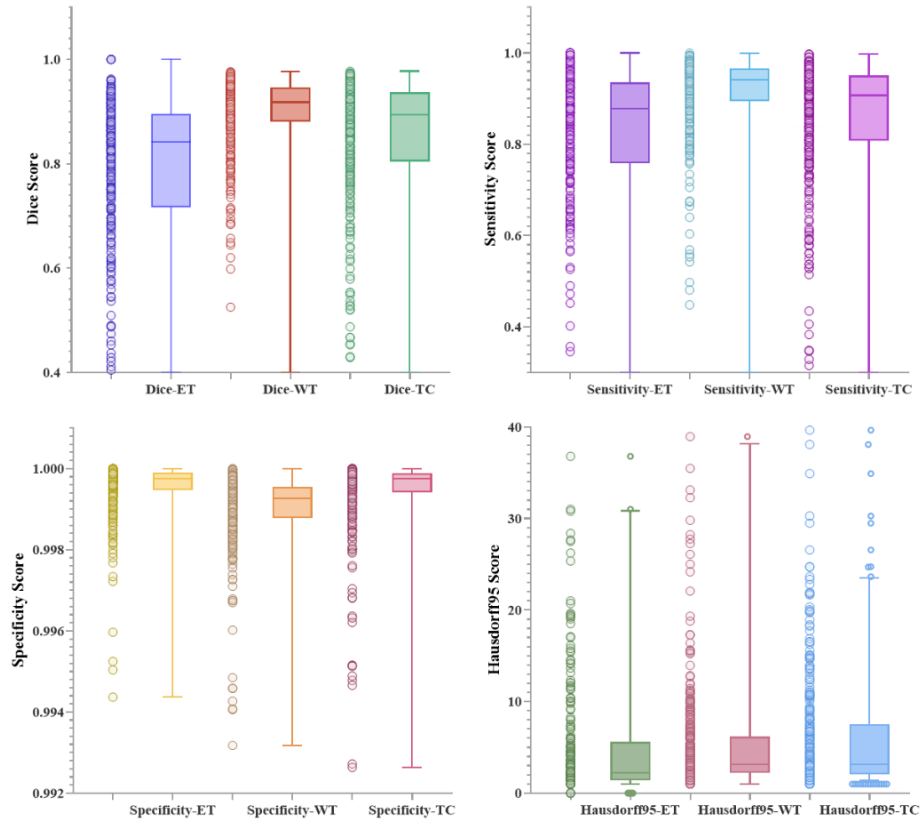 Dice Score
1.0
0.8
0.6
0.4
Dice-ET
Dice-WT
Dice-TC
Sensitivity Score
1.0
0.8
0.6
0.4
Sensitivity-ET
Sensitivity-WT
Sensitivity-TC
Specificity Score
1.000
0.998
0.996
0.994
0.992
Specificity-ET
Specificity-WT
Specificity-TC
Hausdorff95 Score
40
30
20
10
0
Hausdorff95-ET
Hausdorff95-WT
Hausdorff95-TC